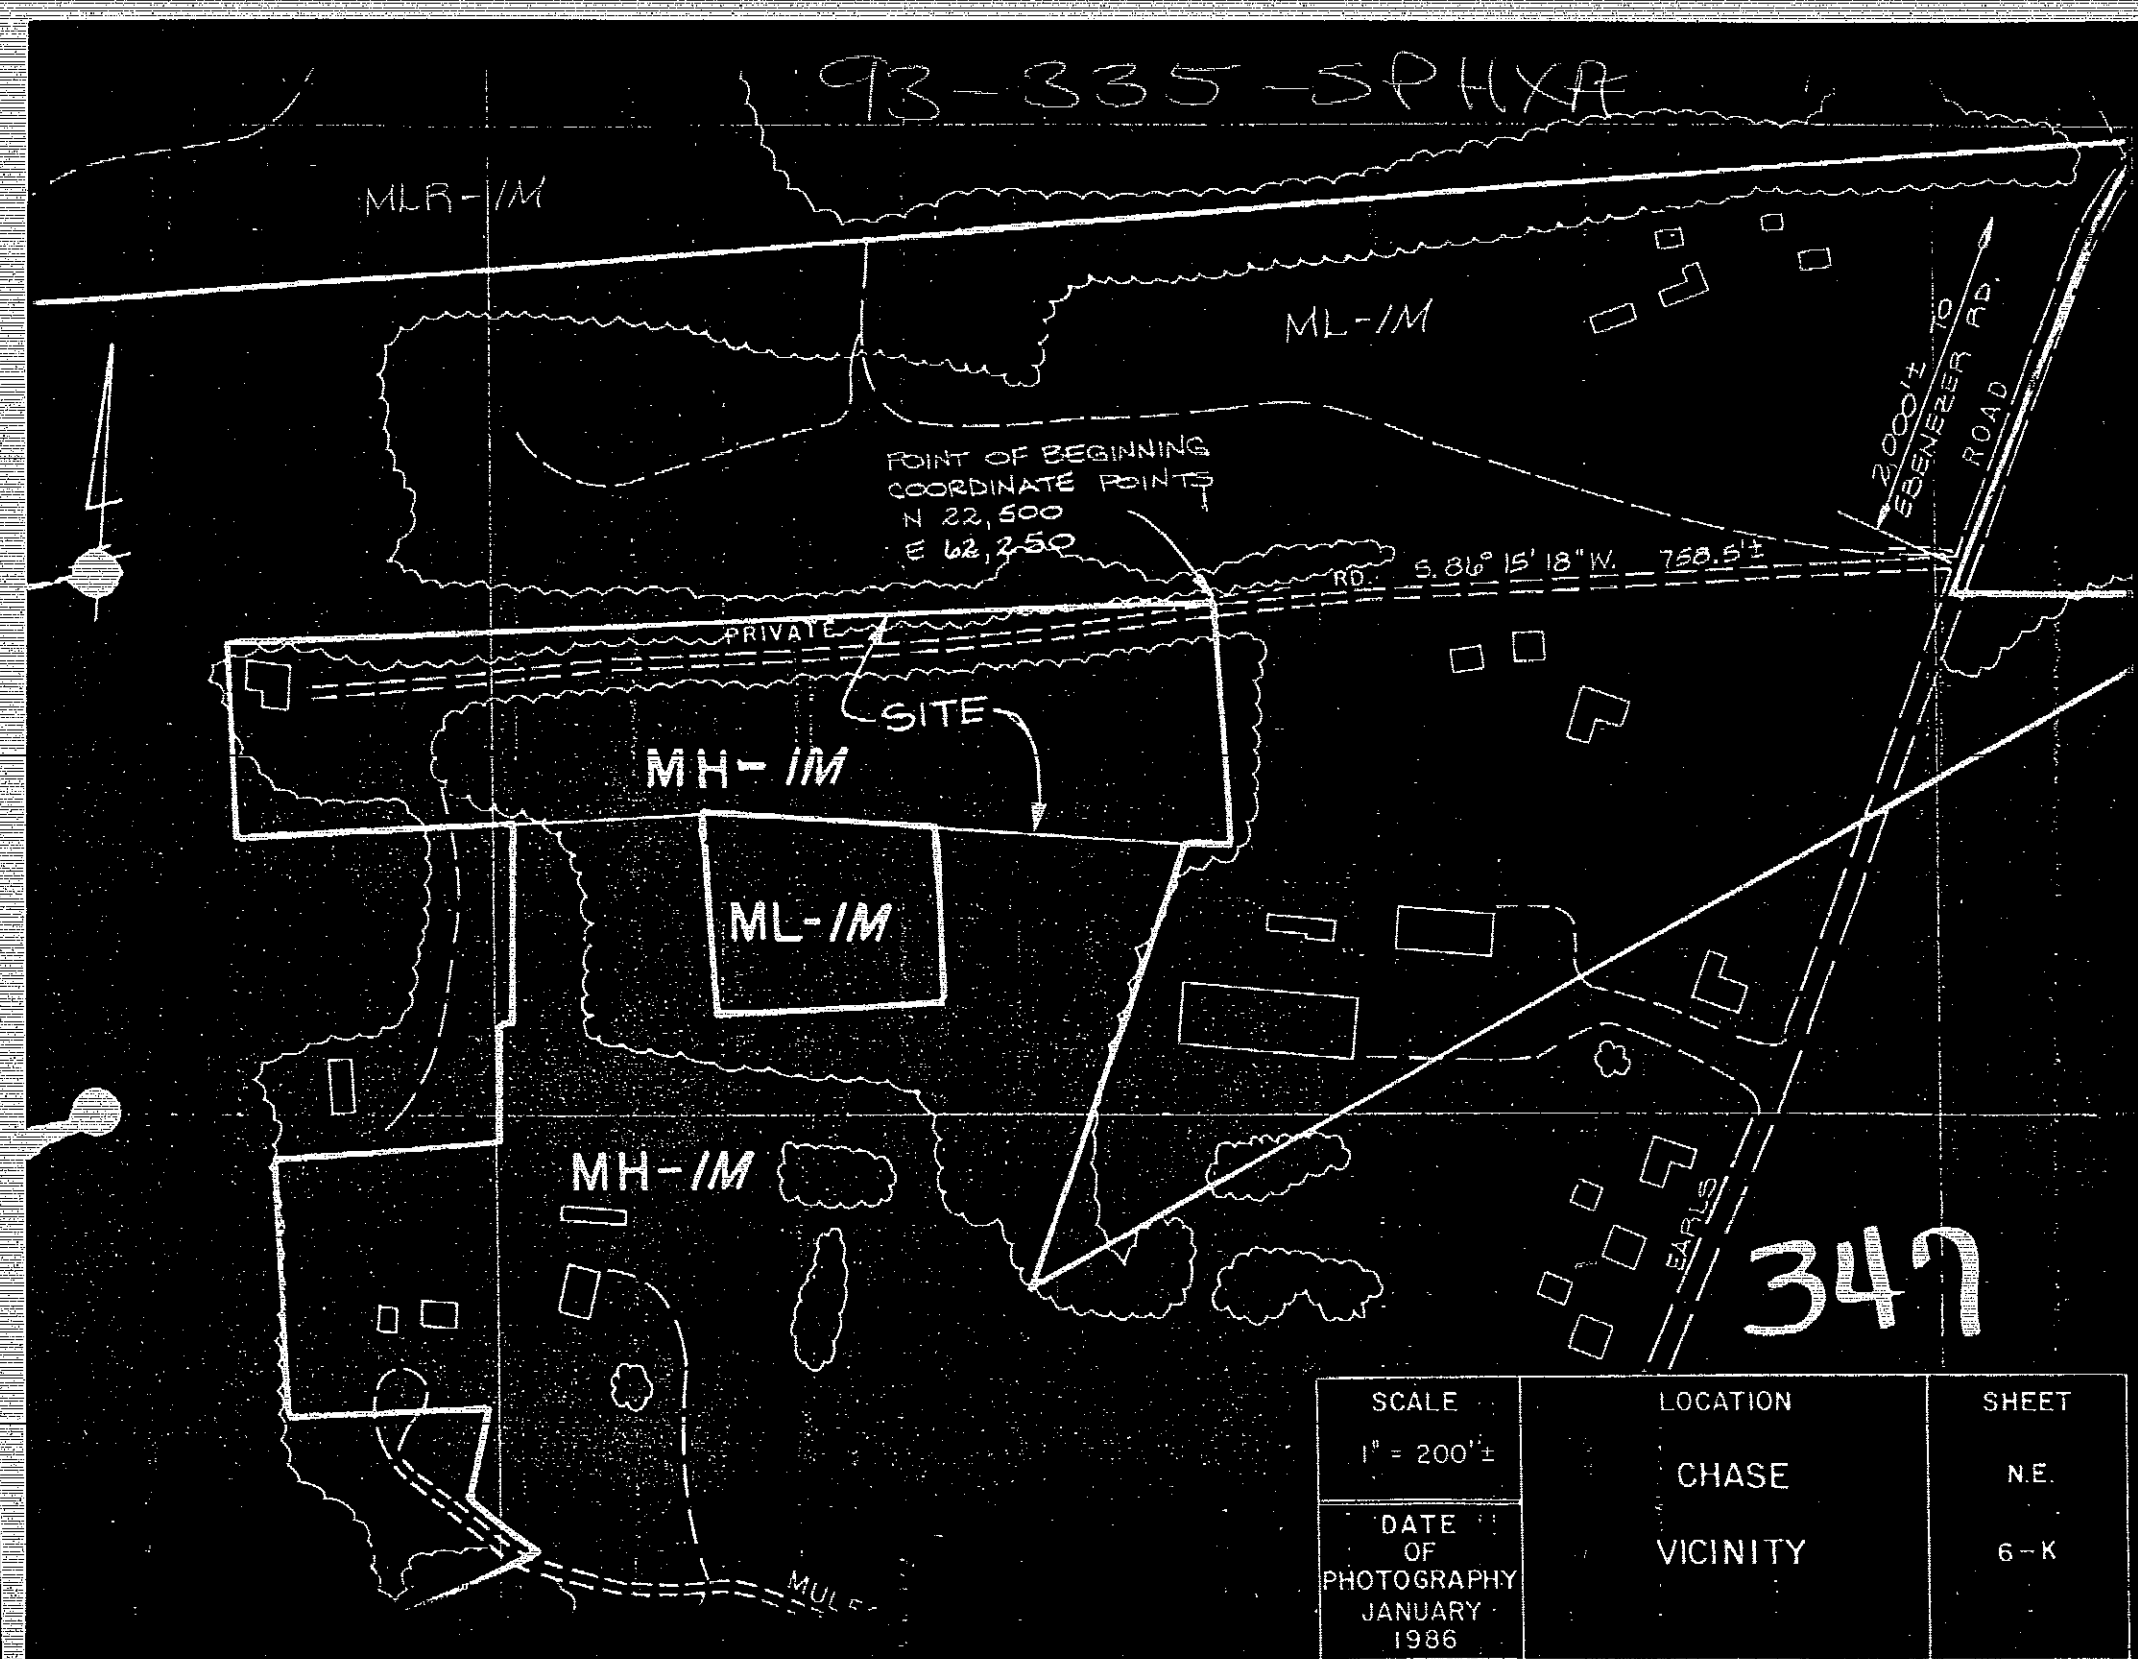 93-335-SPHXA
MLR-IM
ML-IM
2,000'± TO
EBENEZER RD.
ROAD
POINT OF BEGINNING
COORDINATE POINTS
N 22,500
E 62,250
PRIVATE RD. S. 86° 15' 18" W. 758.5'±
SITE
MH-IM
ML-IM
MH-IM
EARLS
347
SCALE
1" = 200'±
DATE
OF
PHOTOGRAPHY
JANUARY
1986
LOCATION
CHASE
VICINITY
SHEET
N.E.
6-K